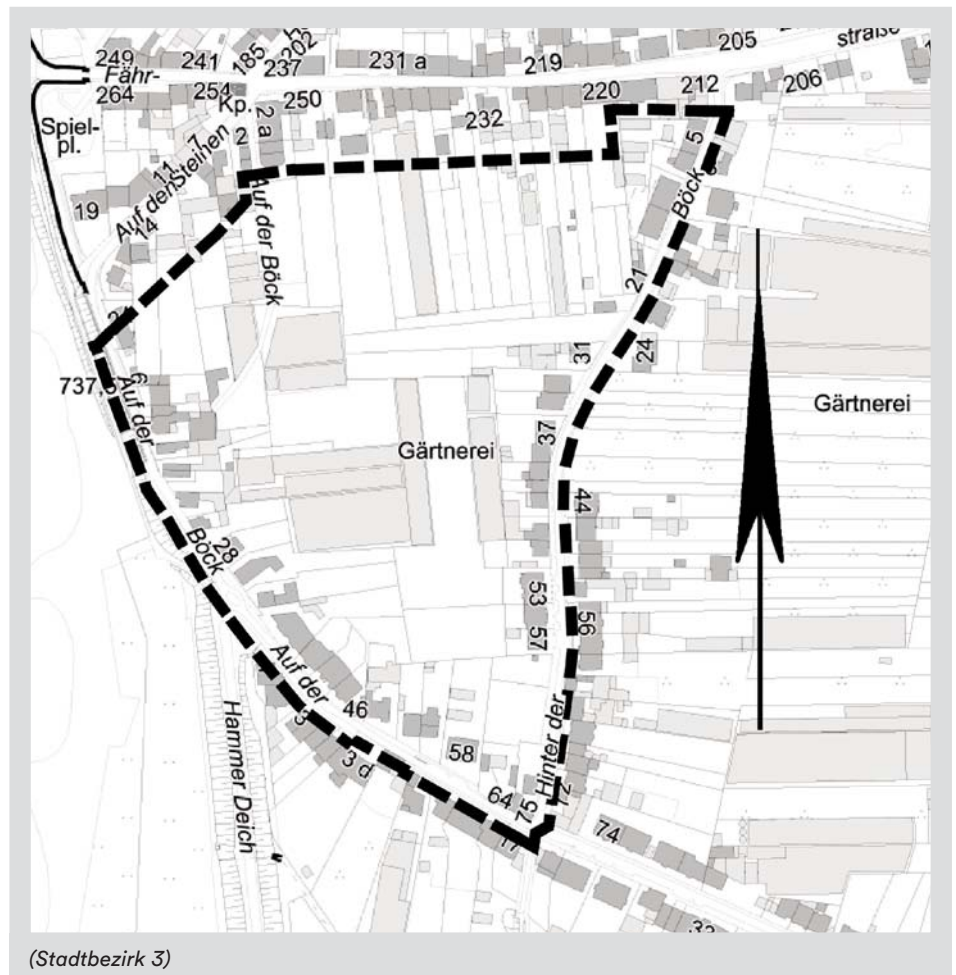 straße
205
249
241
185
202
237
231 a
219
Fähr-
264
254
Kp.
250
220
212
206
Spiel-
pl.
2
2 a
232
5
7
11
Auf den Steinen
19
14
Auf der Böck
Böck
21
24
31
737,5
6
Auf der
Gärtnerei
37
Gärtnerei
44
Böck
28
53
56
57
Auf der
46
3
3 d
Hammer Deich
58
Hinter der
64
75
72
17
74
(Stadtbezirk 3)